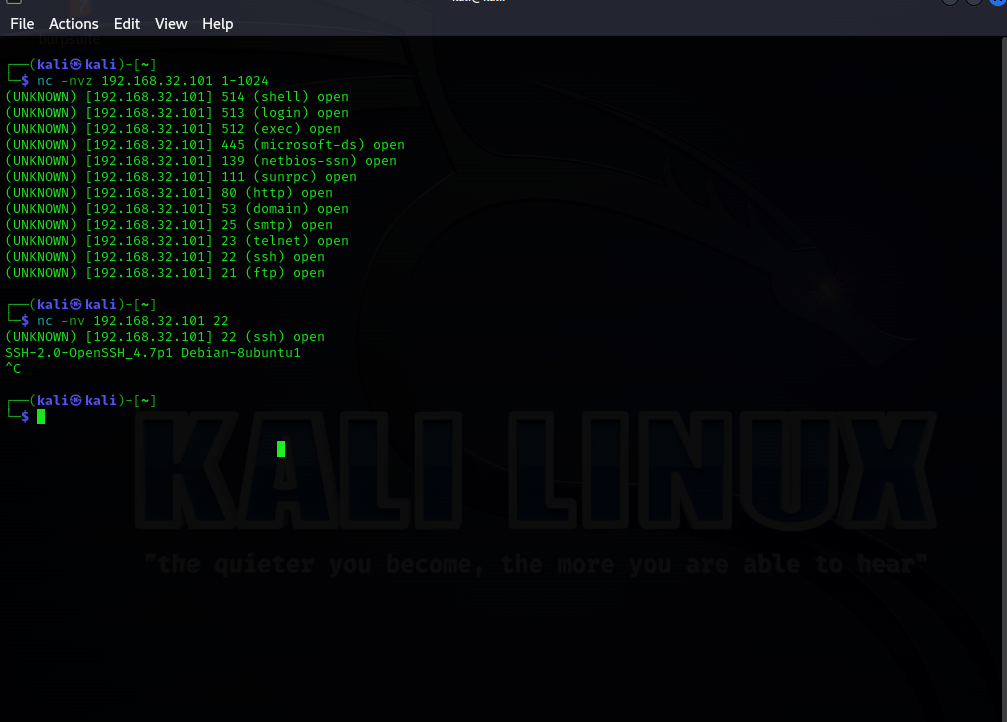 File Actions Edit View Help
burpsuite
┌──(kali㉿kali)-[~]
└─$ nc -nvz 192.168.32.101 1-1024
(UNKNOWN) [192.168.32.101] 514 (shell) open
(UNKNOWN) [192.168.32.101] 513 (login) open
(UNKNOWN) [192.168.32.101] 512 (exec) open
(UNKNOWN) [192.168.32.101] 445 (microsoft-ds) open
(UNKNOWN) [192.168.32.101] 139 (netbios-ssn) open
(UNKNOWN) [192.168.32.101] 111 (sunrpc) open
(UNKNOWN) [192.168.32.101] 80 (http) open
(UNKNOWN) [192.168.32.101] 53 (domain) open
(UNKNOWN) [192.168.32.101] 25 (smtp) open
(UNKNOWN) [192.168.32.101] 23 (telnet) open
(UNKNOWN) [192.168.32.101] 22 (ssh) open
(UNKNOWN) [192.168.32.101] 21 (ftp) open
┌──(kali㉿kali)-[~]
└─$ nc -nv 192.168.32.101 22
(UNKNOWN) [192.168.32.101] 22 (ssh) open
SSH-2.0-OpenSSH_4.7p1 Debian-8ubuntu1
^C
┌──(kali㉿kali)-[~]
└─$
KALI LINUX
"the quieter you become, the more you are able to hear"